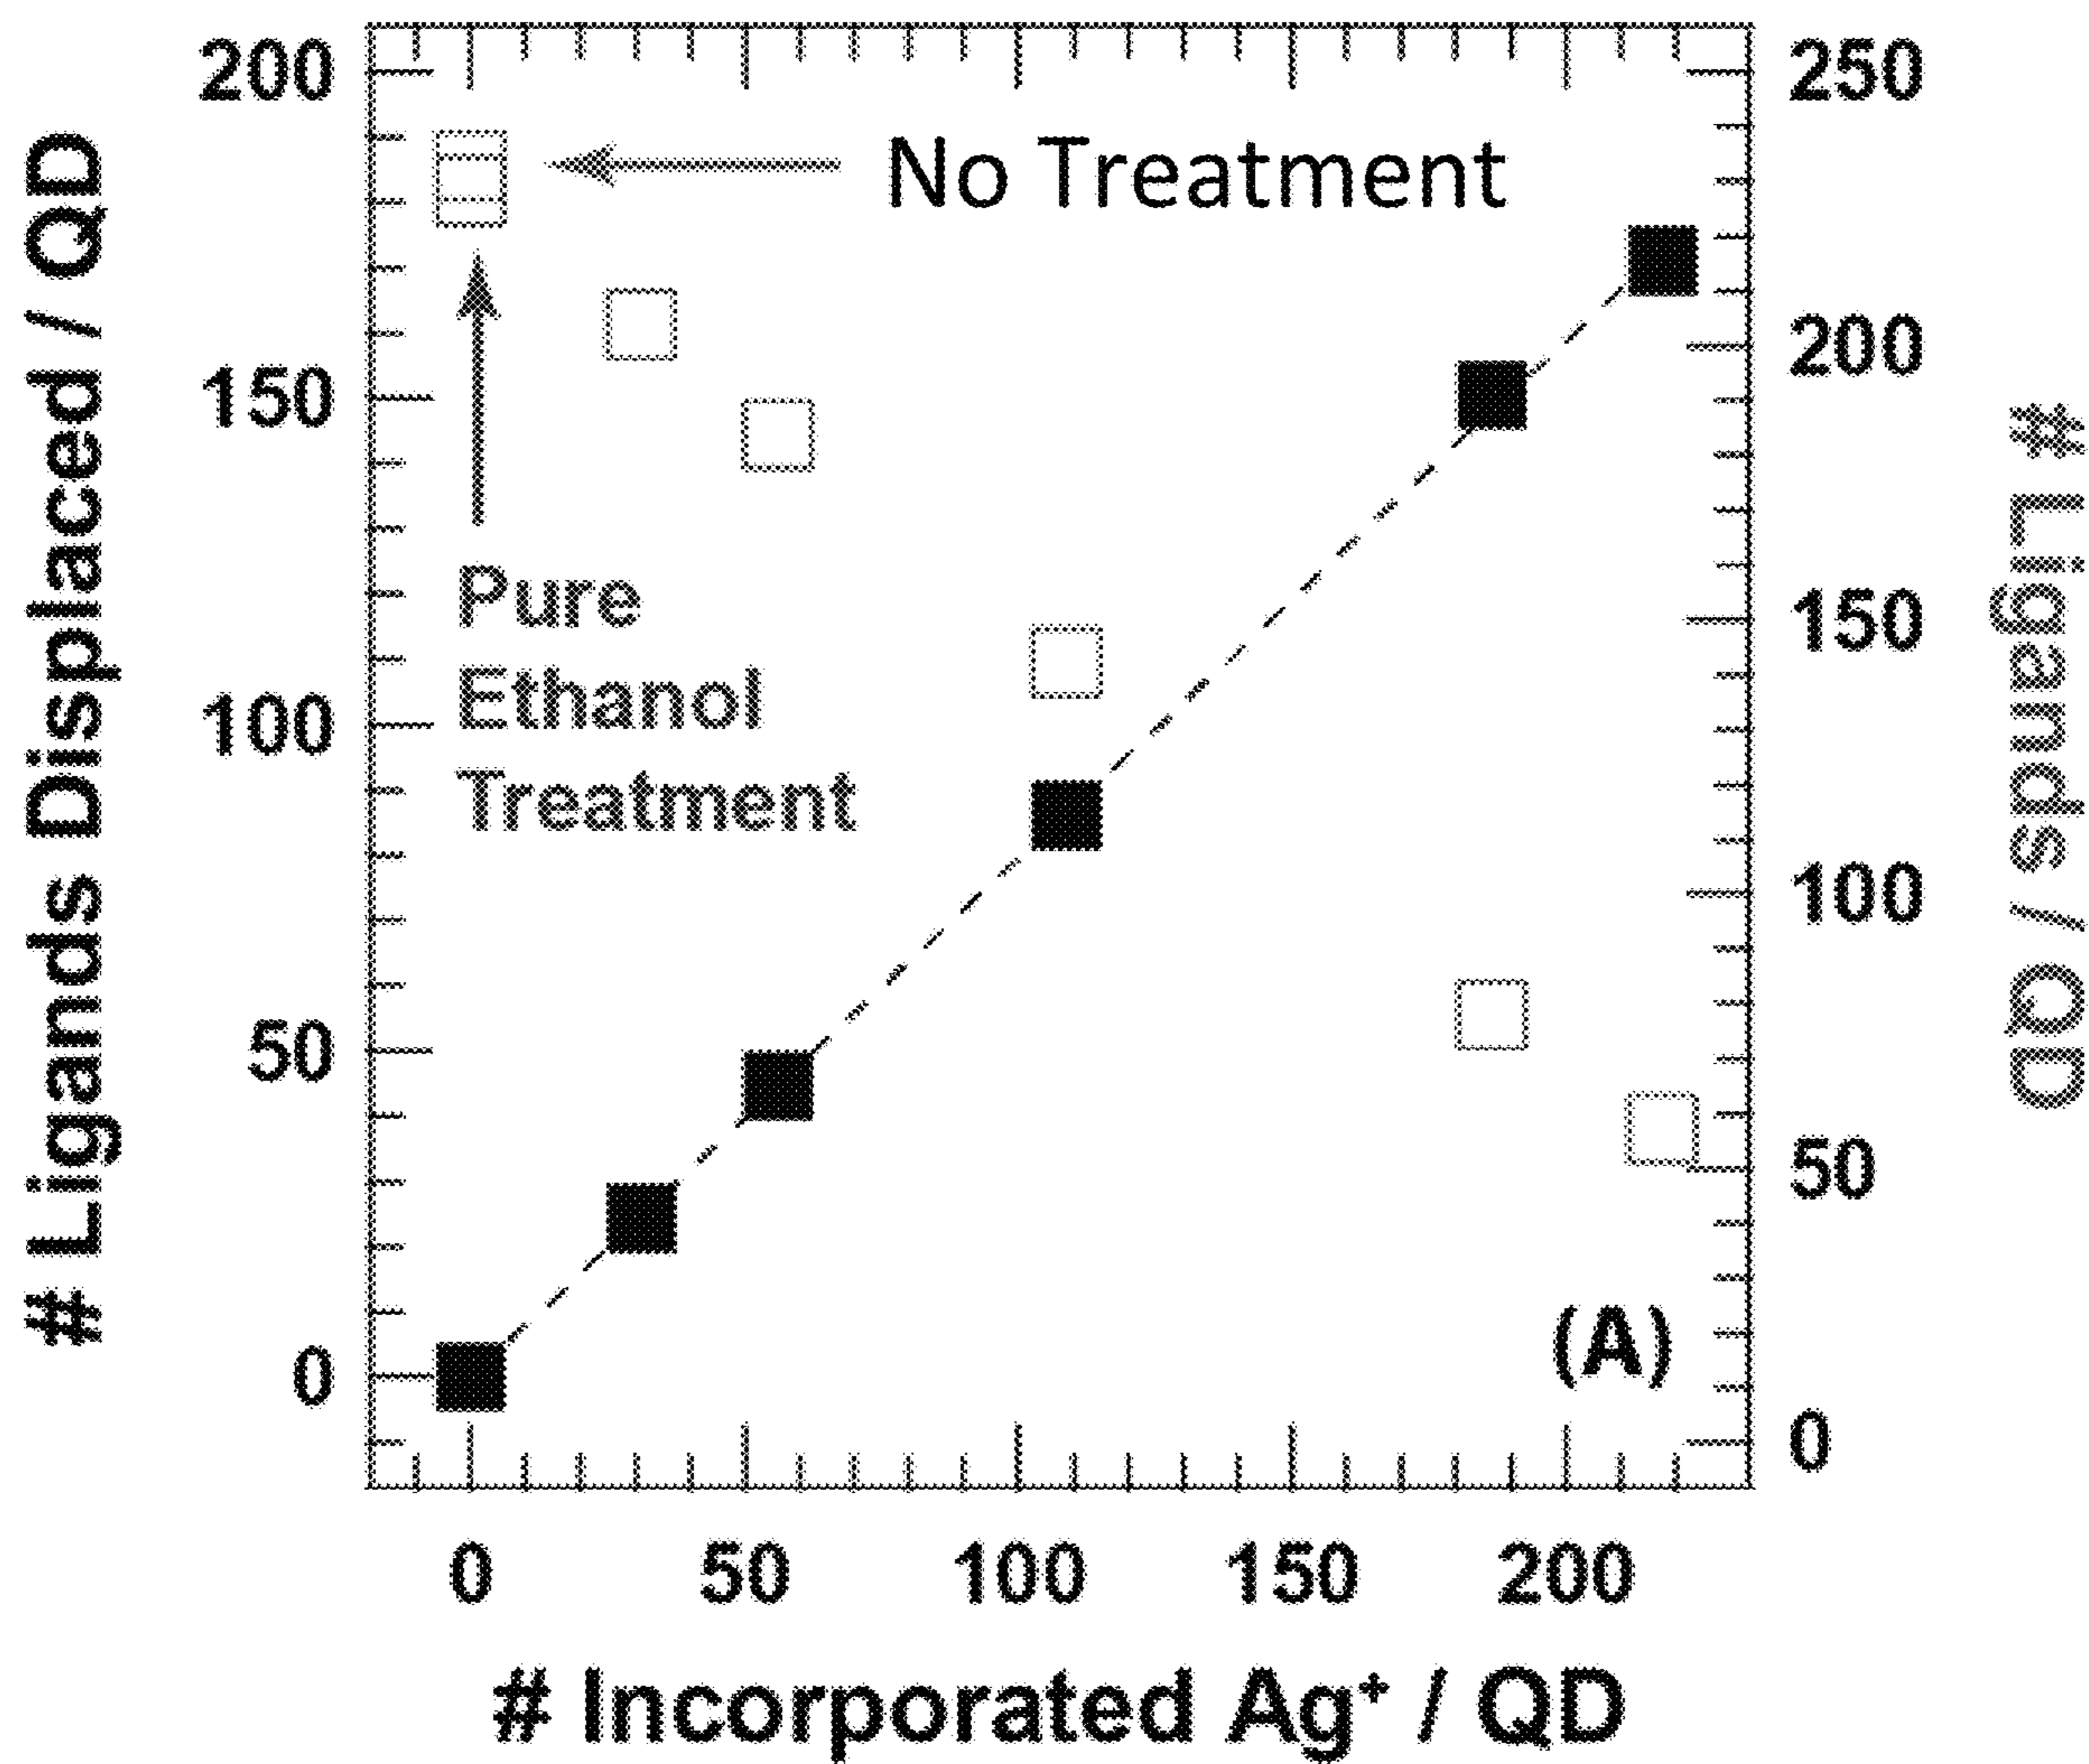 # Ligands Displaced / QD
200
150
100
50
0
No Treatment
Pure
Ethanol
Treatment
(A)
250
200
150
100
50
0
# Ligands / QD
0
50
100
150
200
# Incorporated Ag⁺ / QD